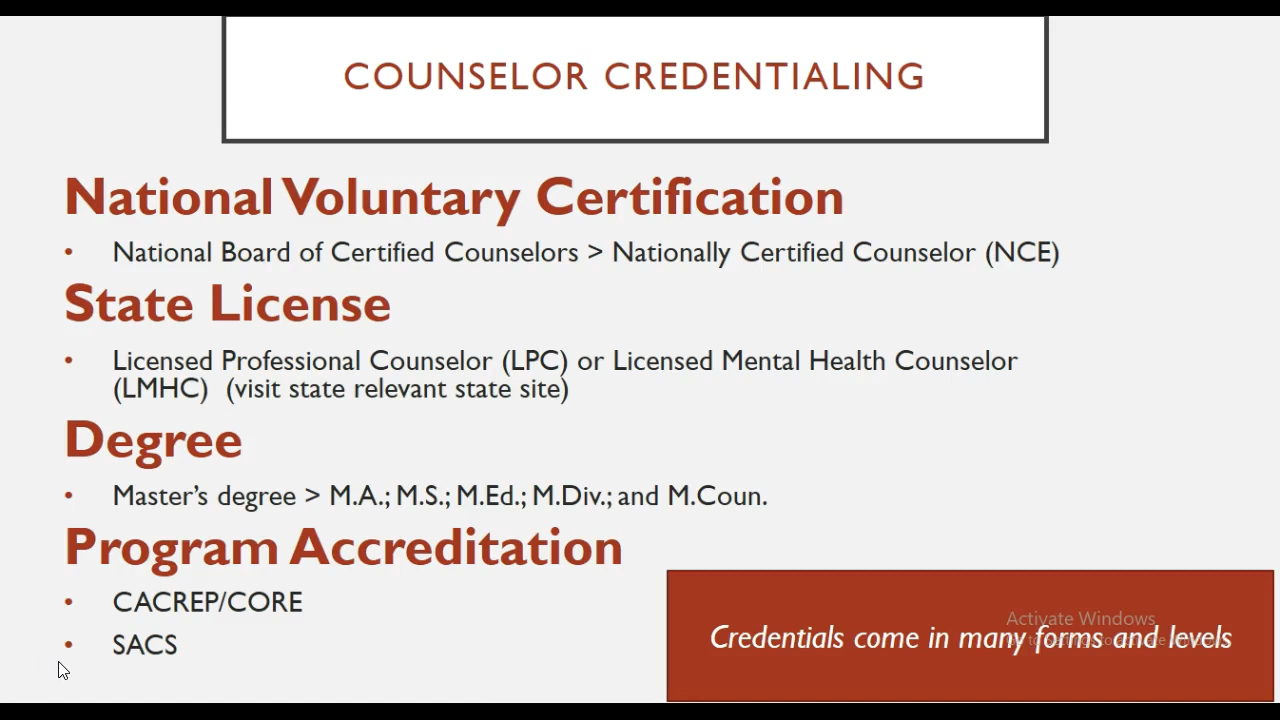 COUNSELOR CREDENTIALING
National Voluntary Certification
• National Board of Certified Counselors > Nationally Certified Counselor (NCE)
State License
• Licensed Professional Counselor (LPC) or Licensed Mental Health Counselor
(LMHC) (visit state relevant state site)
Degree
• Master's degree > M.A.; M.S.; M.Ed.; M.Div.; and M.Coun.
Program Accreditation
• CACREP/CORE
• SACS
Activate Windows
Credentials come in many forms and levels